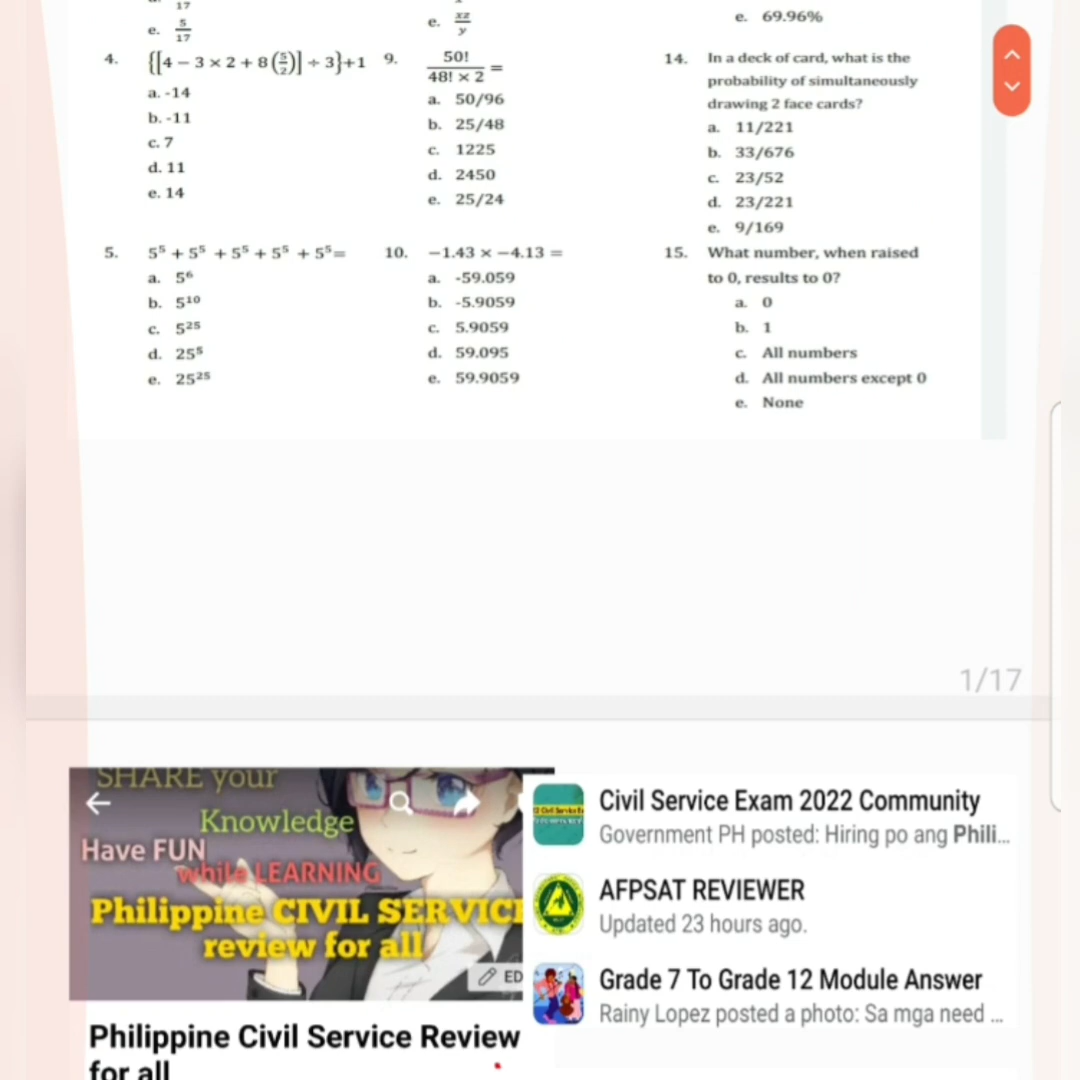 17
e. 5/17
4. {[4 − 3 × 2 + 8 (5/2)] ÷ 3}+1
a. -14
b. -11
c. 7
d. 11
e. 14
5. 5⁵ + 5⁵ + 5⁵ + 5⁵ + 5⁵=
a. 5⁶
b. 5¹⁰
c. 5²⁵
d. 25⁵
e. 25²⁵
e. xz/y
9. 50!/48! × 2 =
a. 50/96
b. 25/48
c. 1225
d. 2450
e. 25/24
10. −1.43 × −4.13 =
a. -59.059
b. -5.9059
c. 5.9059
d. 59.095
e. 59.9059
e. 69.96%
14. In a deck of card, what is the
probability of simultaneously
drawing 2 face cards?
a. 11/221
b. 33/676
c. 23/52
d. 23/221
e. 9/169
15. What number, when raised
to 0, results to 0?
a. 0
b. 1
c. All numbers
d. All numbers except 0
e. None
1/17
SHARE your
Knowledge
Have FUN
while LEARNING
Philippine CIVIL SERVICE
review for all
ED
Philippine Civil Service Review
for all
Civil Service Exam 2022 Community
Government PH posted: Hiring po ang Phili...
AFPSAT REVIEWER
Updated 23 hours ago.
Grade 7 To Grade 12 Module Answer
Rainy Lopez posted a photo: Sa mga need ...